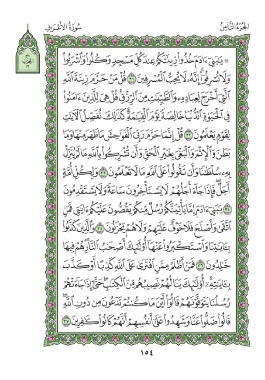 سورة الأعراف
الجزء الثامن
۞ يَٰبَنِيٓ ءَادَمَ خُذُوا۟ زِينَتَكُمْ عِندَ كُلِّ مَسْجِدٍ وَكُلُوا۟ وَٱشْرَبُوا۟
وَلَا تُسْرِفُوٓا۟ إِنَّهُۥ لَا يُحِبُّ ٱلْمُسْرِفِينَ ٣١ قُلْ مَنْ حَرَّمَ زِينَةَ ٱللَّهِ
ٱلَّتِيٓ أَخْرَجَ لِعِبَادِهِۦ وَٱلطَّيِّبَٰتِ مِنَ ٱلرِّزْقِ قُلْ هِيَ لِلَّذِينَ ءَامَنُوا۟
فِي ٱلْحَيَوٰةِ ٱلدُّنْيَا خَالِصَةً يَوْمَ ٱلْقِيَٰمَةِ كَذَٰلِكَ نُفَصِّلُ ٱلْأٓيَٰتِ
لِقَوْمٍ يَعْلَمُونَ ٣٢ قُلْ إِنَّمَا حَرَّمَ رَبِّيَ ٱلْفَوَٰحِشَ مَا ظَهَرَ مِنْهَا وَمَا
بَطَنَ وَٱلْإِثْمَ وَٱلْبَغْيَ بِغَيْرِ ٱلْحَقِّ وَأَن تُشْرِكُوا۟ بِٱللَّهِ مَا لَمْ يُنَزِّلْ
بِهِۦ سُلْطَٰنًا وَأَن تَقُولُوا۟ عَلَى ٱللَّهِ مَا لَا تَعْلَمُونَ ٣٣ وَلِكُلِّ أُمَّةٍ
أَجَلٌ فَإِذَا جَآءَ أَجَلُهُمْ لَا يَسْتَأْخِرُونَ سَاعَةً وَلَا يَسْتَقْدِمُونَ
٣٤ يَٰبَنِيٓ ءَادَمَ إِمَّا يَأْتِيَنَّكُمْ رُسُلٌ مِّنكُمْ يَقُصُّونَ عَلَيْكُمْ ءَايَٰتِي فَمَنِ
ٱتَّقَىٰ وَأَصْلَحَ فَلَا خَوْفٌ عَلَيْهِمْ وَلَا هُمْ يَحْزَنُونَ ٣٥ وَٱلَّذِينَ كَذَّبُوا۟
بِـَٔايَٰتِنَا وَٱسْتَكْبَرُوا۟ عَنْهَآ أُو۟لَٰٓئِكَ أَصْحَٰبُ ٱلنَّارِ هُمْ فِيهَا
خَٰلِدُونَ ٣٦ فَمَنْ أَظْلَمُ مِمَّنِ ٱفْتَرَىٰ عَلَى ٱللَّهِ كَذِبًا أَوْ كَذَّبَ
بِـَٔايَٰتِهِۦٓ أُو۟لَٰٓئِكَ يَنَالُهُمْ نَصِيبُهُم مِّنَ ٱلْكِتَٰبِ حَتَّىٰٓ إِذَا جَآءَتْهُمْ
رُسُلُنَا يَتَوَفَّوْنَهُمْ قَالُوٓا۟ أَيْنَ مَا كُنتُمْ تَدْعُونَ مِن دُونِ ٱللَّهِ
قَالُوا۟ ضَلُّوا۟ عَنَّا وَشَهِدُوا۟ عَلَىٰٓ أَنفُسِهِمْ أَنَّهُمْ كَانُوا۟ كَٰفِرِينَ ٣٧
١٥٤